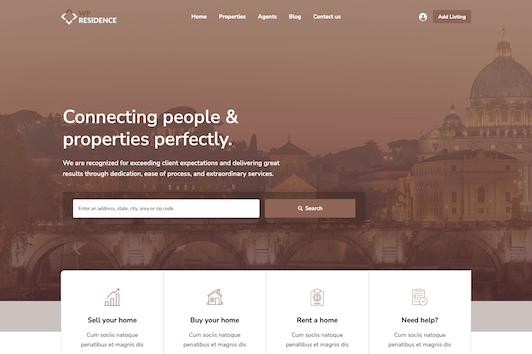 WP
RESIDENCE
Home Properties Agents Blog Contact us Add Listing
Connecting people &
properties perfectly.
We are recognized for exceeding client expectations and delivering great
results through dedication, ease of process, and extraordinary services.
Enter an address, state, city, area or zip code Search
Sell your home Buy your home Rent a home Need help?
Cum sociis natoque Cum sociis natoque Cum sociis natoque Cum sociis natoque
penatibus et magnis dis penatibus et magnis dis penatibus et magnis dis penatibus et magnis dis